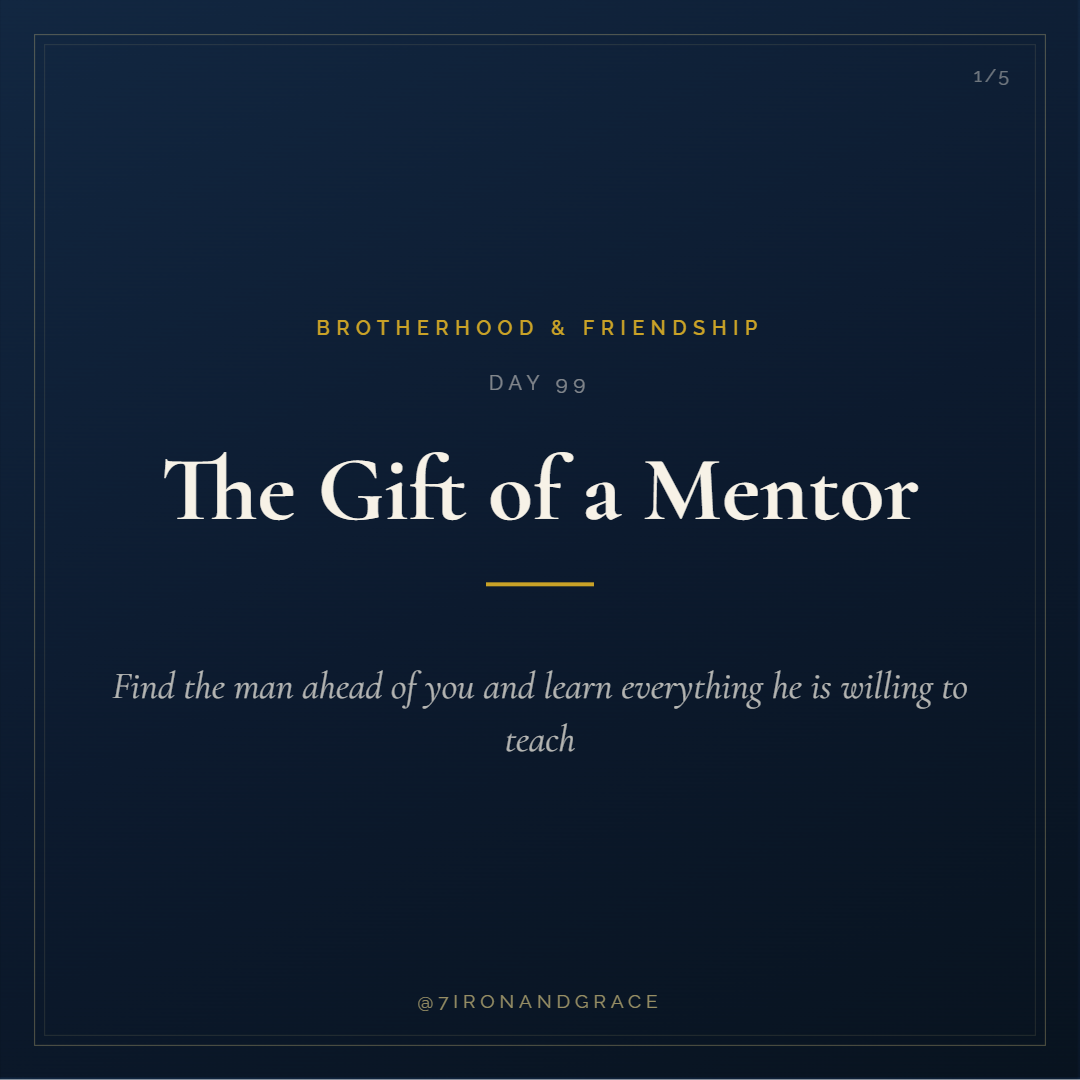 1/5
BROTHERHOOD & FRIENDSHIP
DAY 99
The Gift of a Mentor
Find the man ahead of you and learn everything he is willing to
teach
@7IRONANDGRACE